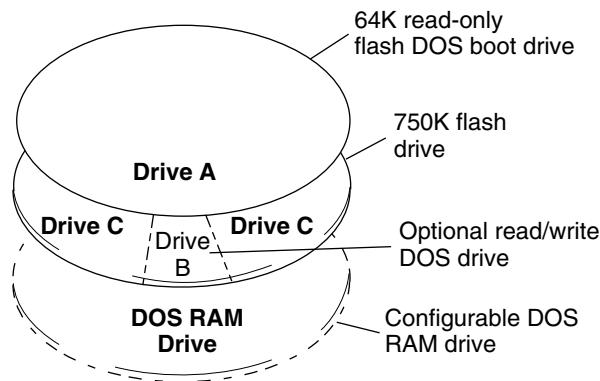 64K read-only
flash DOS boot drive
750K flash
drive
Drive A
Drive C
Drive
B
Drive C
Optional read/write
DOS drive
DOS RAM
Drive
Configurable DOS
RAM drive